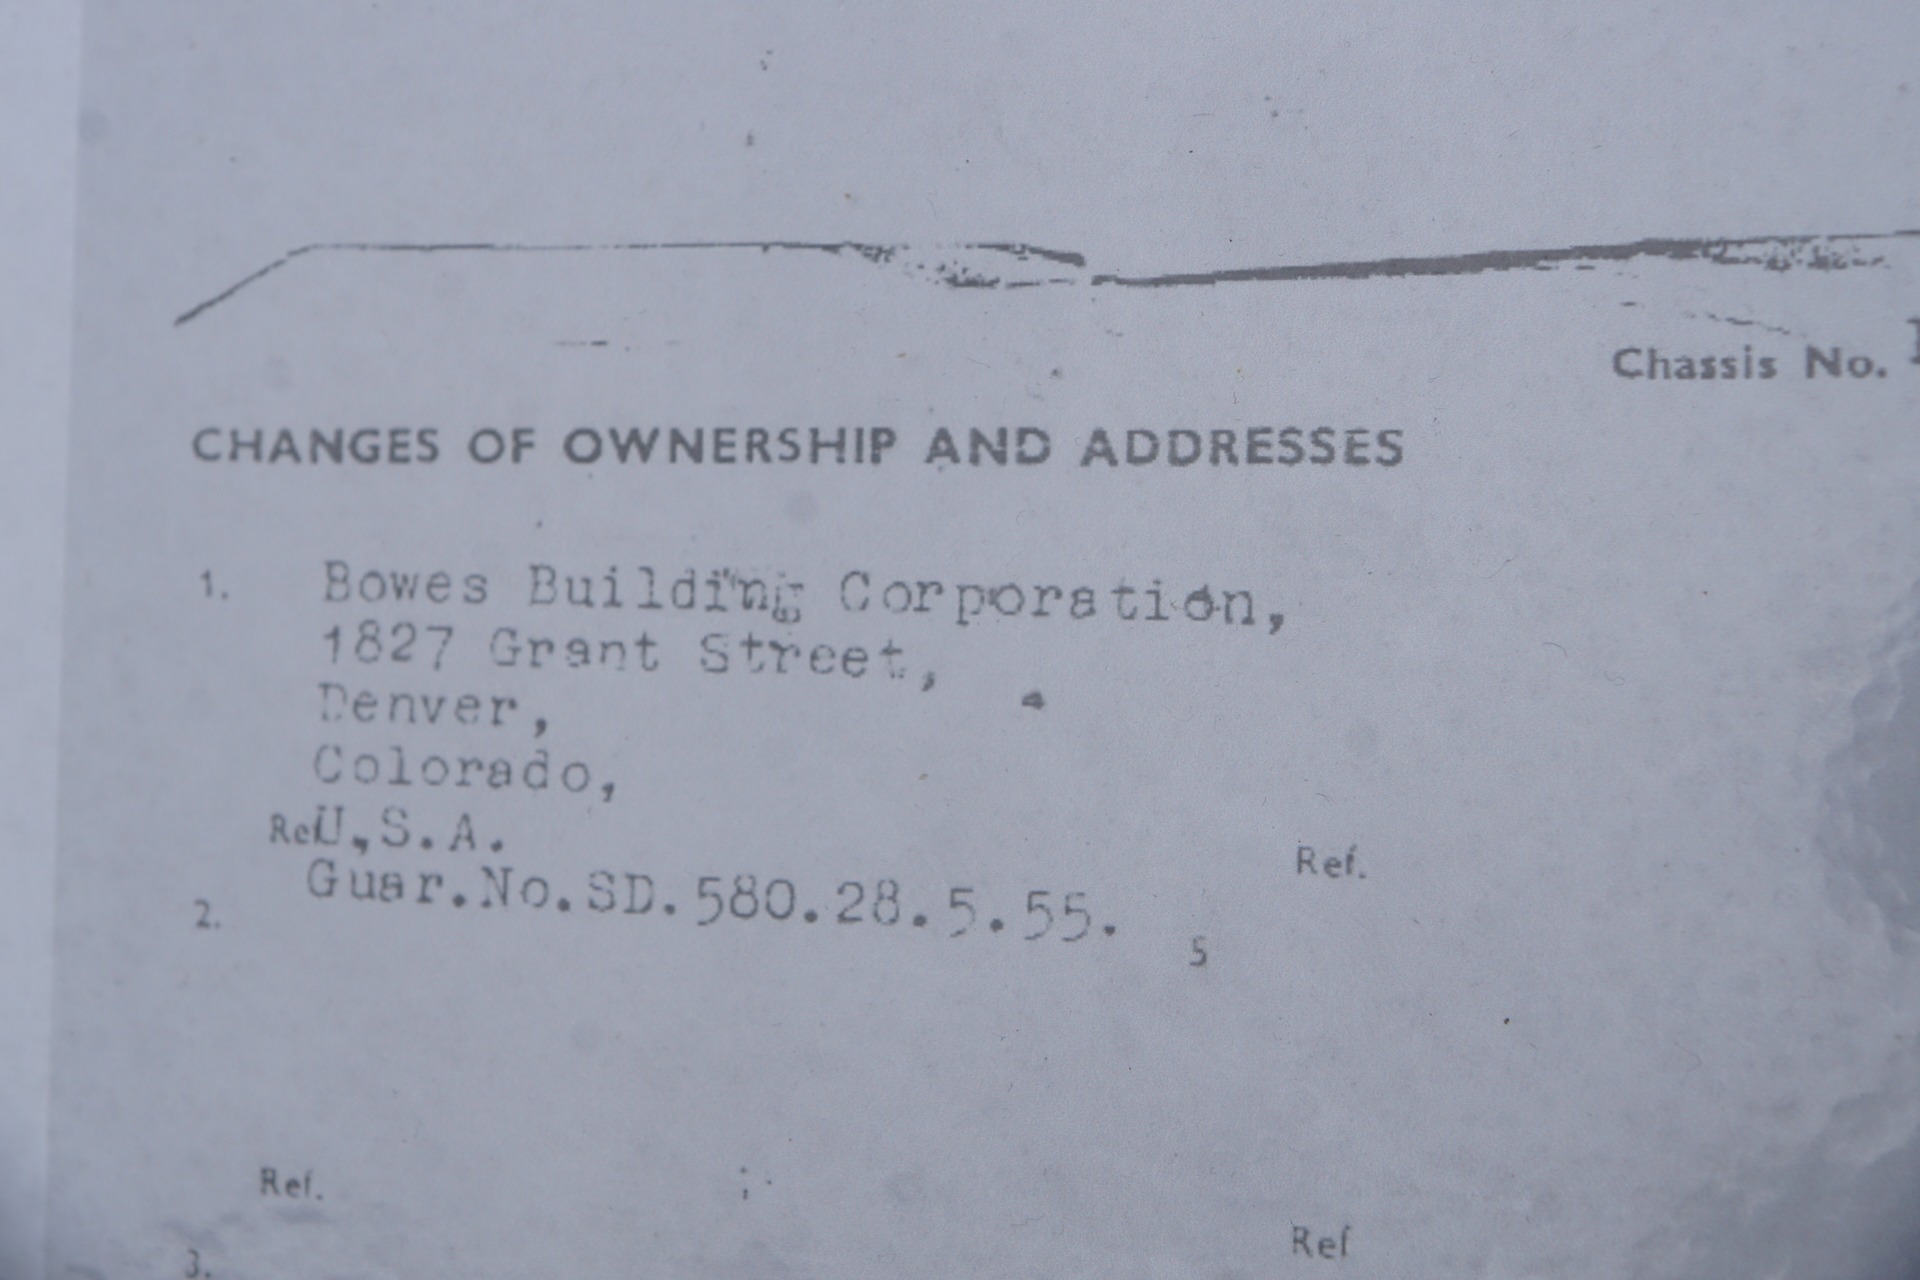 Chassis No.
CHANGES OF OWNERSHIP AND ADDRESSES
1. Bowes Building Corporation,
1827 Grant Street,
Denver,
Colorado,
Ref.
U.S.A.
Ref.
Guar.No.SD.580.28.5.55.
2.
5
Ref.
Ref
3.